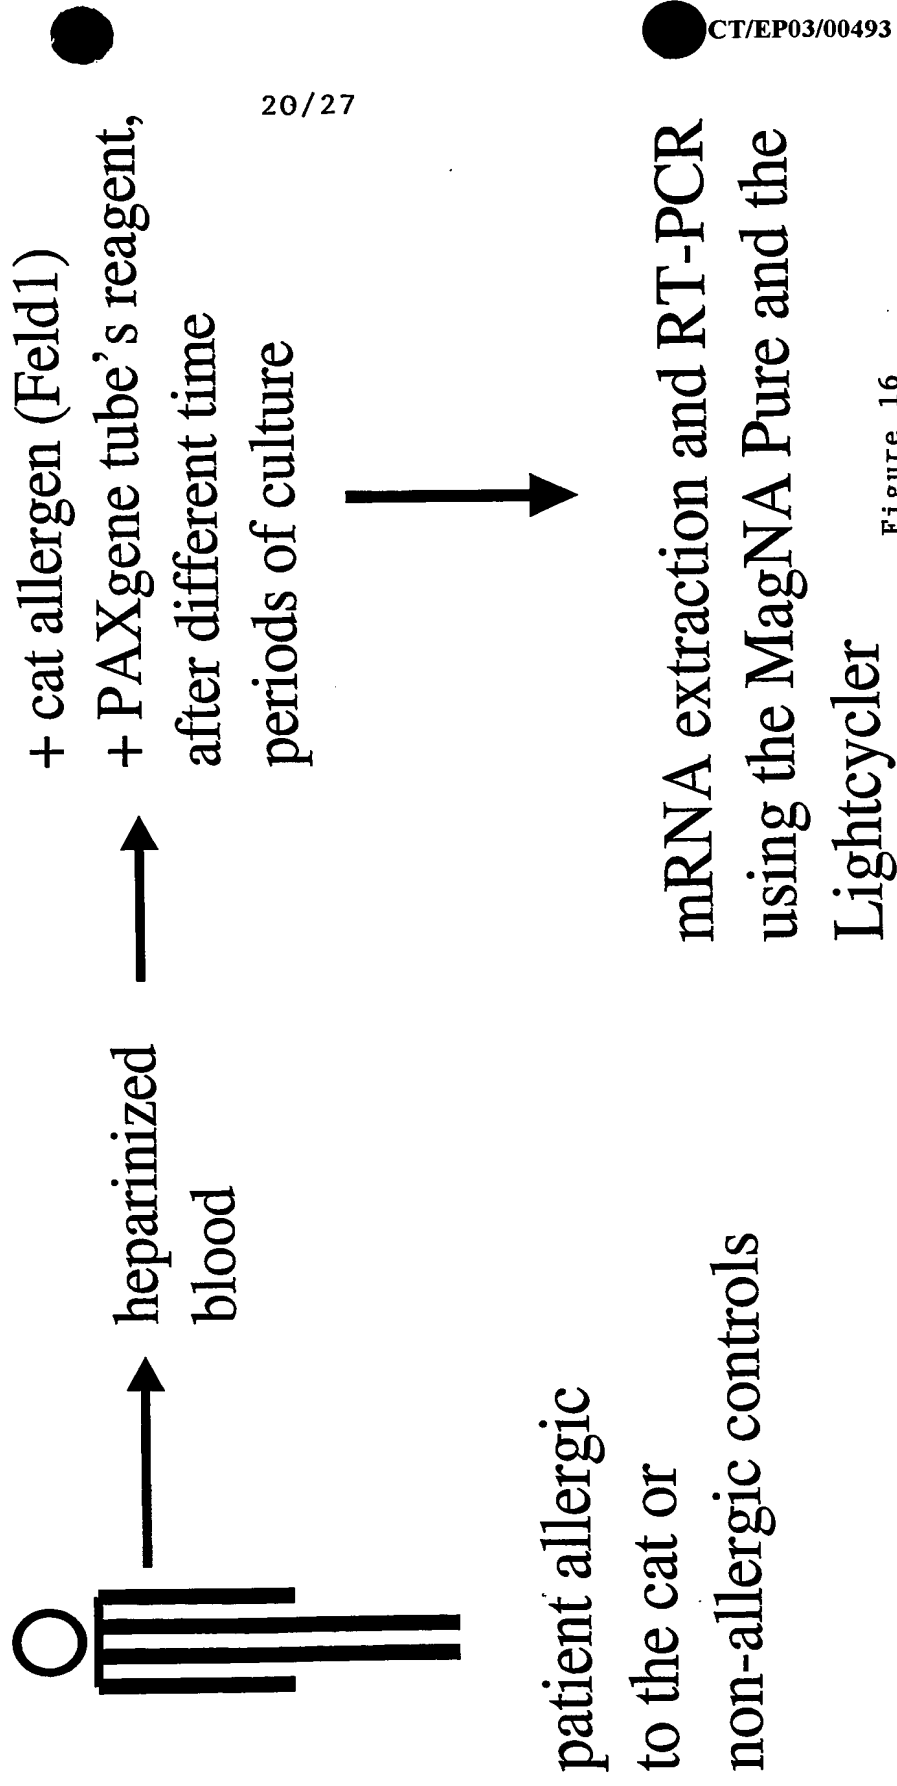 CT/EP03/00493
20/27
patient allergic
to the cat or
non-allergic controls
heparinized
blood
+ cat allergen (Feld1)
+ PAXgene tube’s reagent,
after different time
periods of culture
mRNA extraction and RT-PCR
using the MagNA Pure and the
Lightcycler
Figure 16